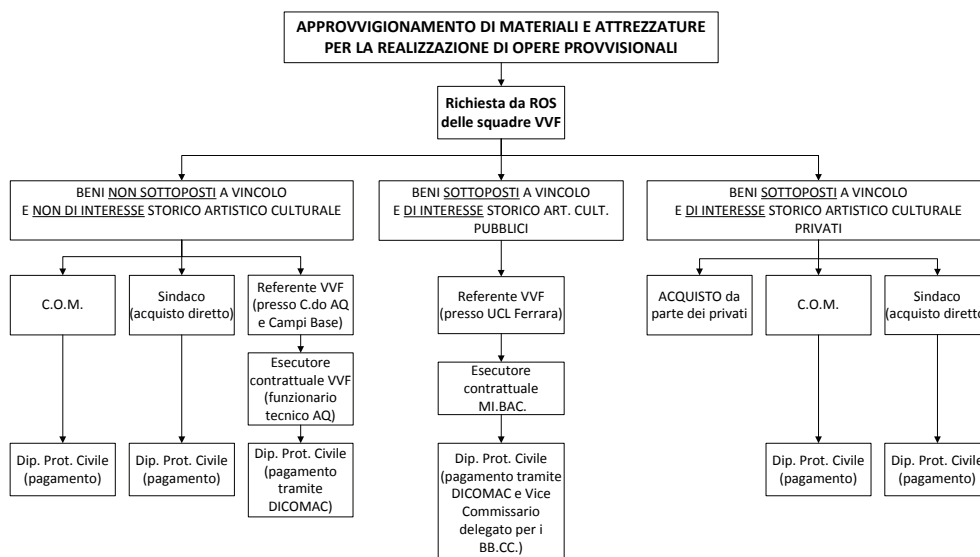 APPROVVIGIONAMENTO DI MATERIALI E ATTREZZATURE
PER LA REALIZZAZIONE DI OPERE PROVVISIONALI
Richiesta da ROS
delle squadre VVF
BENI NON SOTTOPOSTI A VINCOLO
E NON DI INTERESSE STORICO ARTISTICO CULTURALE
BENI SOTTOPOSTI A VINCOLO
E DI INTERESSE STORICO ART. CULT.
PUBBLICI
BENI SOTTOPOSTI A VINCOLO
E DI INTERESSE STORICO ARTISTICO CULTURALE
PRIVATI
C.O.M.
Sindaco
(acquisto diretto)
Referente VVF
(presso C.do AQ
e Campi Base)
Referente VVF
(presso UCL Ferrara)
ACQUISTO da
parte dei privati
C.O.M.
Sindaco
(acquisto diretto)
Esecutore
contrattuale VVF
(funzionario
tecnico AQ)
Esecutore
contrattuale
MI.BAC.
Dip. Prot. Civile
(pagamento)
Dip. Prot. Civile
(pagamento)
Dip. Prot. Civile
(pagamento
tramite
DICOMAC)
Dip. Prot. Civile
(pagamento tramite
DICOMAC e Vice
Commissario
delegato per i
BB.CC.)
Dip. Prot. Civile
(pagamento)
Dip. Prot. Civile
(pagamento)